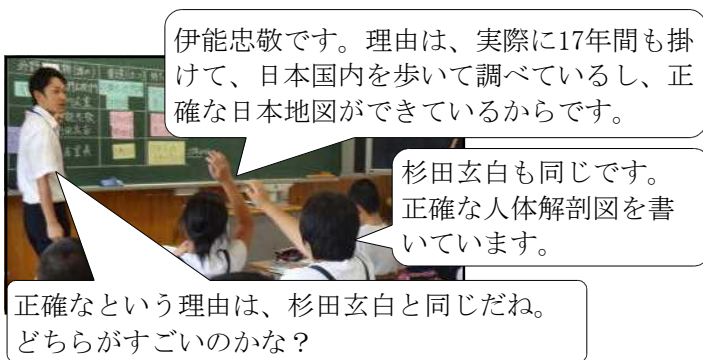 伊能忠敬です。理由は、実際に17年間も掛
けて、日本国内を歩いて調べているし、正
確な日本地図ができているからです。
杉田玄白も同じです。
正確な人体解剖図を書
いています。
正確なという理由は、杉田玄白と同じだね。
どちらがすごいのかな？